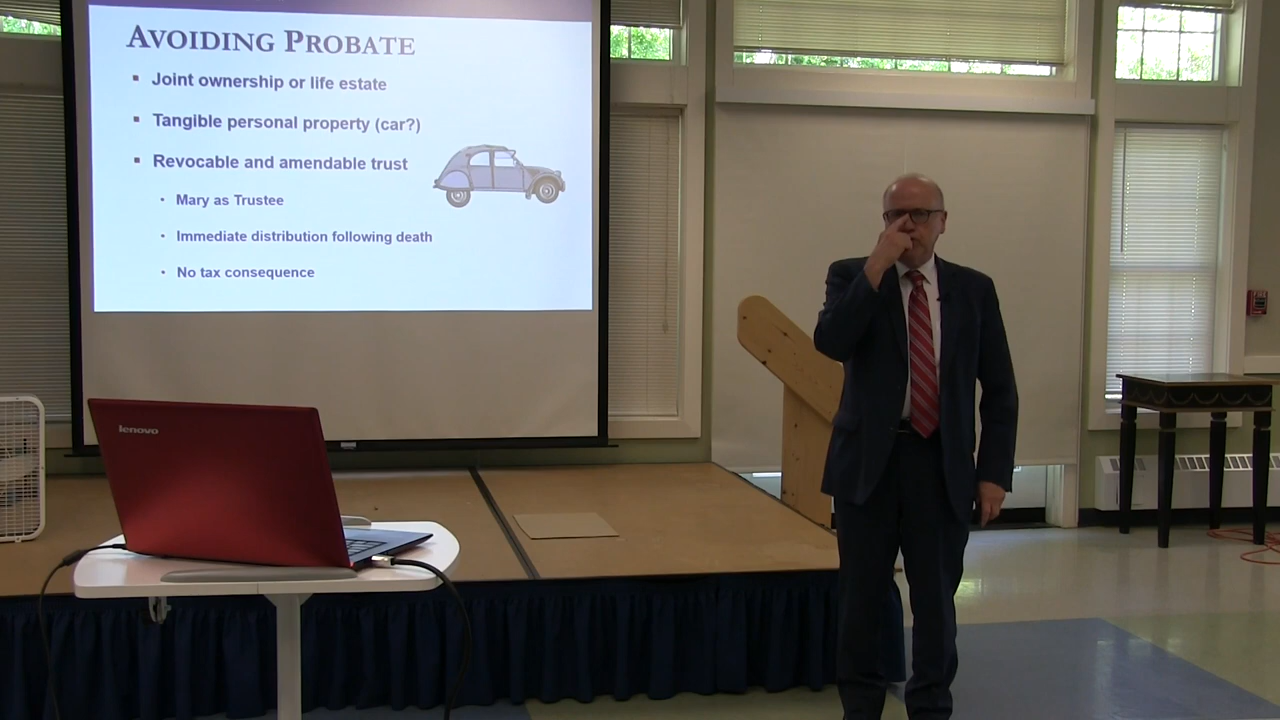 AVOIDING PROBATE
Joint ownership or life estate
Tangible personal property (car?)
Revocable and amendable trust
Mary as Trustee
Immediate distribution following death
No tax consequence
lenovo